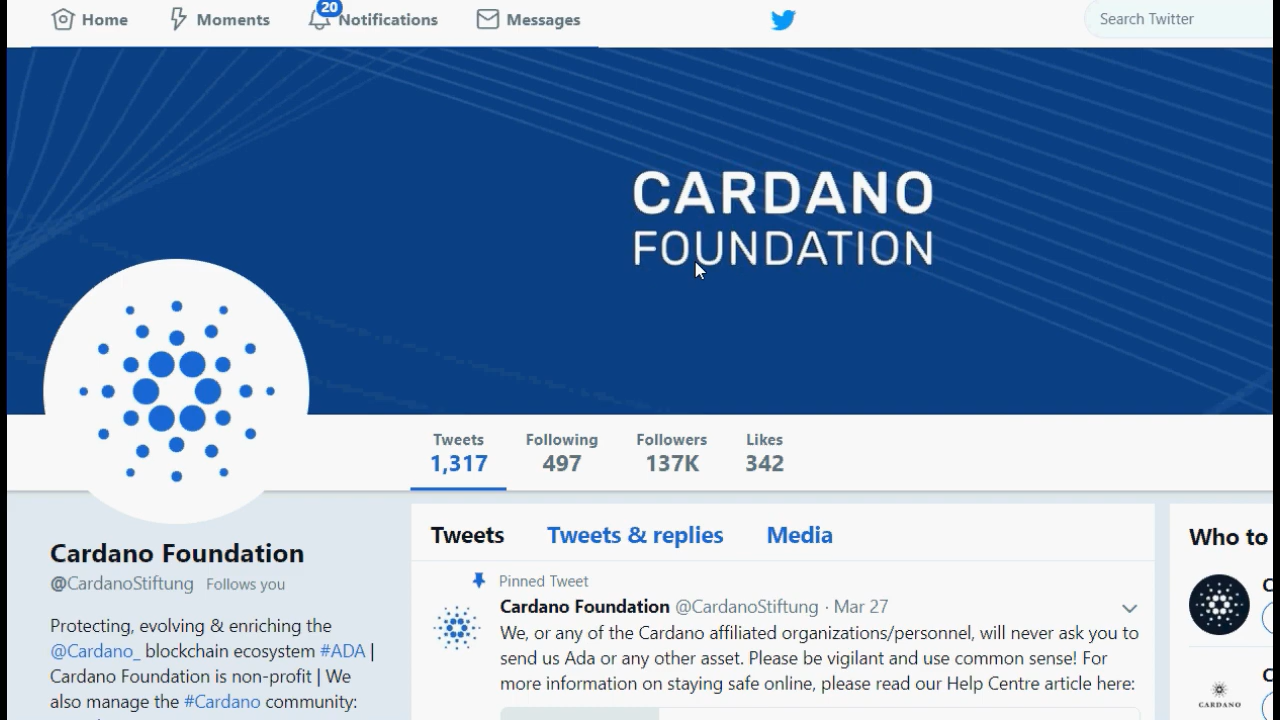 Home Moments 20 Notifications Messages Search Twitter
CARDANO
FOUNDATION
Tweets Following Followers Likes
1,317 497 137K 342
Tweets Tweets & replies Media
Who to
Cardano Foundation
@CardanoStiftung Follows you
Protecting, evolving & enriching the
@Cardano_ blockchain ecosystem #ADA |
Cardano Foundation is non-profit | We
also manage the #Cardano community:
Pinned Tweet
Cardano Foundation @CardanoStiftung · Mar 27
We, or any of the Cardano affiliated organizations/personnel, will never ask you to
send us Ada or any other asset. Please be vigilant and use common sense! For
more information on staying safe online, please read our Help Centre article here:
C
C
CARDANO